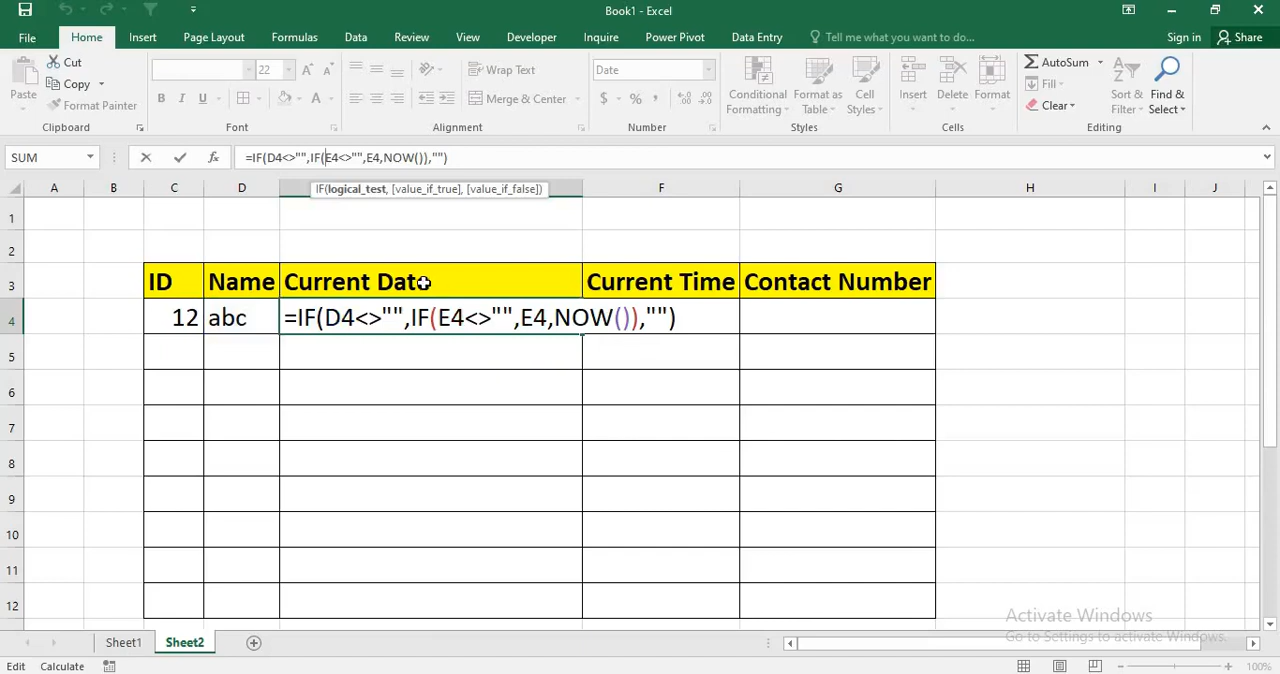 Book1 - Excel
File Home Insert Page Layout Formulas Data Review View Developer Inquire Power Pivot Data Entry Tell me what you want to do... Sign in Share
Paste Cut Copy Format Painter
22
Wrap Text Merge & Center
Date
$ % ,
Conditional Formatting Format as Table Cell Styles
Insert Delete Format
AutoSum Fill Clear Sort & Filter Find & Select
Clipboard Font Alignment Number Styles Cells Editing
SUM =IF(D4<>"",IF(E4<>"",E4,NOW()),"")
IF(logical_test, [value_if_true], [value_if_false])
A B C D F G H I J
1
2
3 ID Name Current Dat Current Time Contact Number
4 12 abc =IF(D4<>"",IF(E4<>"",E4,NOW()),"")
5
6
7
8
9
10
11
12
Activate Windows
Go to Settings to activate Windows.
Sheet1 Sheet2
Edit Calculate 100%